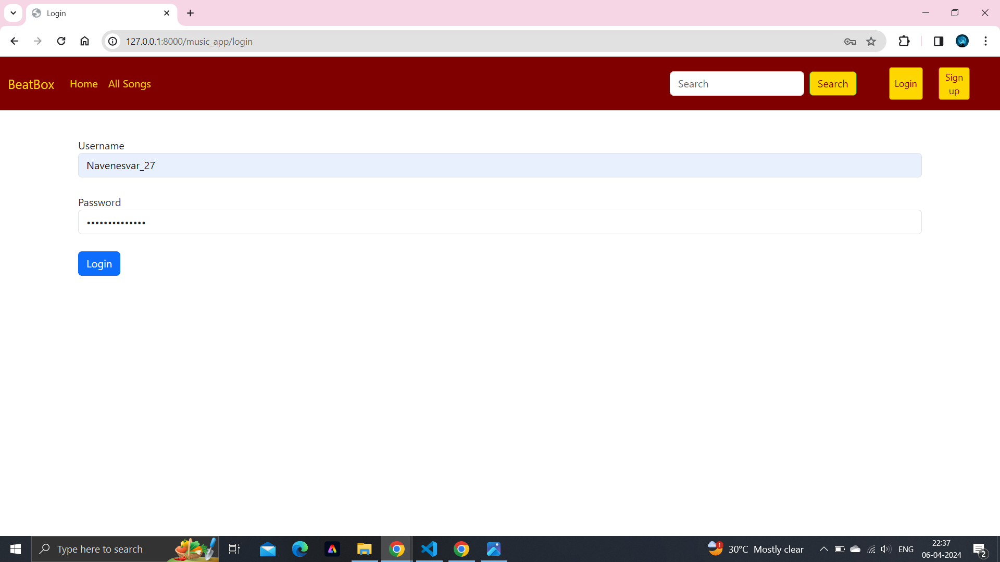 Login
127.0.0.1:8000/music_app/login
BeatBox Home All Songs Search Search Login Sign up
Username
Navenesvar_27
Password
••••••••••••••
Login
Type here to search 1 30°C Mostly clear ENG 22:37
06-04-2024 2